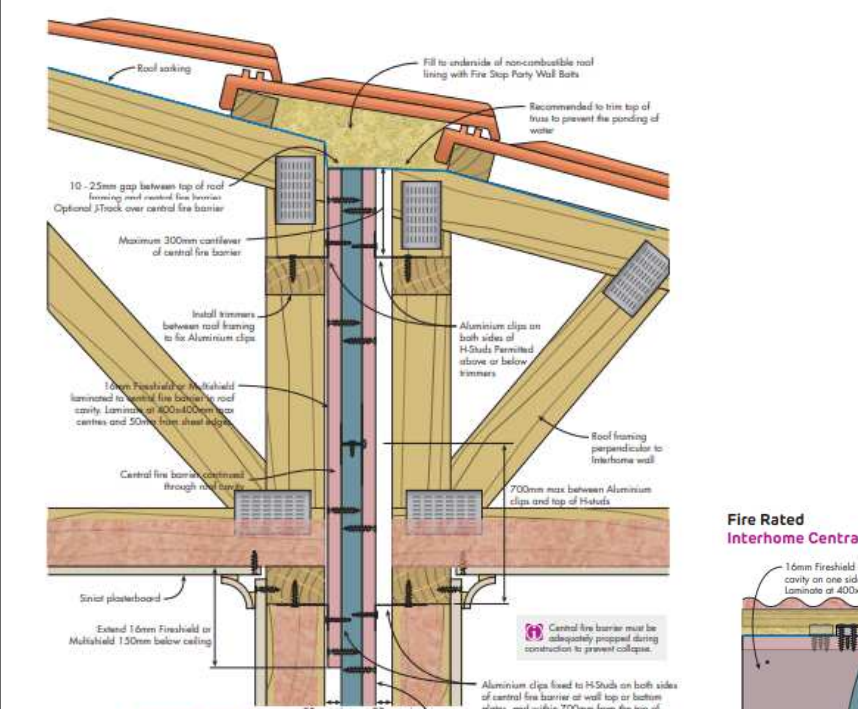 Roof sarking
Fill to underside of non-combustible roof
lining with Fire Stop Party Wall Batts
Recommended to trim top of
truss to prevent the ponding of
water
10 - 25mm gap between top of roof
framing and central fire barrier
Optional J-Track over central fire barrier
Maximum 300mm cantilever
of central fire barrier
Install trimmers
between roof framing
to fix Aluminium clips
Aluminium clips on
both sides of
H-Studs Permitted
above or below
trimmers
16mm Fireshield or Multishield
laminated to central fire barrier in roof
cavity. Laminate at 400x400mm max
centres and 50mm from sheet edges
Roof framing
perpendicular to
Interhome wall
Central fire barrier continued
through roof cavity
700mm max between Aluminium
clips and top of H-studs
Fire Rated
Interhome Centra
16mm Fireshield
cavity on one sid
Laminate at 400x
Siniat plasterboard
Extend 16mm Fireshield or
Multishield 150mm below ceiling
Central fire barrier must be
adequately propped during
construction to prevent collapse.
Aluminium clips fixed to H-Studs on both sides
of central fire barrier at wall top or bottom
plates, and within 700mm from the top of